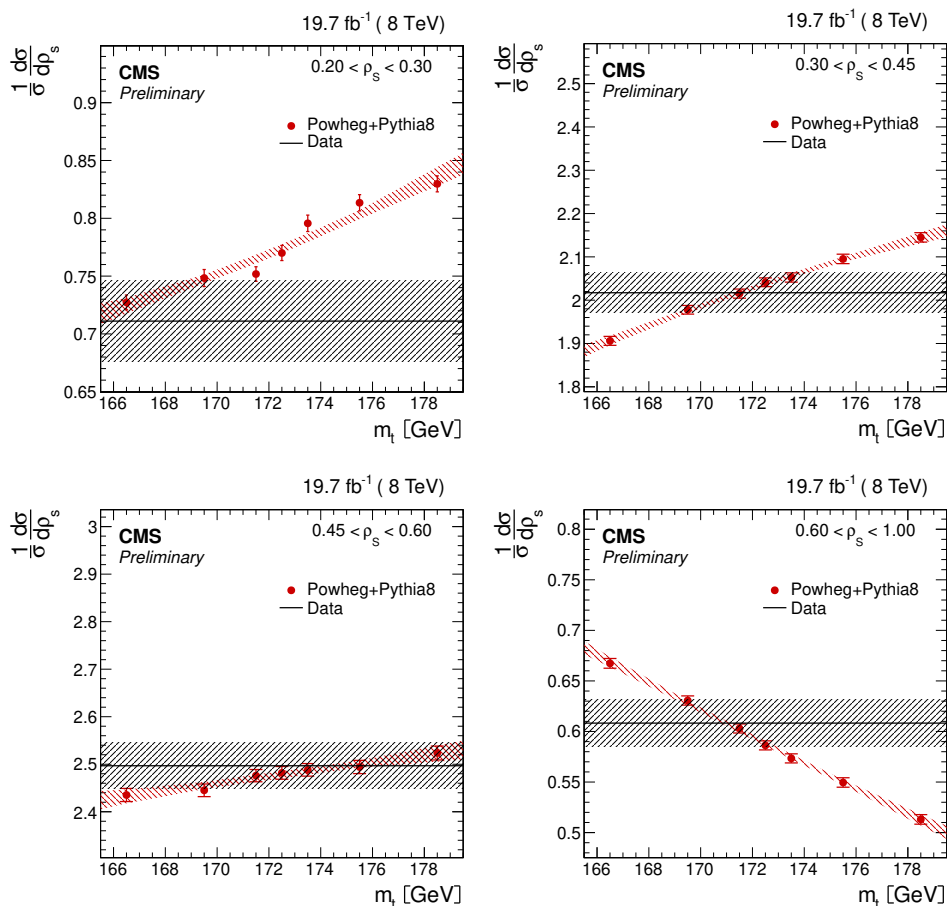 19.7 fb⁻¹ ( 8 TeV)
1/σ dσ/dρ_s
CMS
Preliminary
0.20 < ρ_S < 0.30
Powheg+Pythia8
Data
0.9
0.85
0.8
0.75
0.7
0.65
166 168 170 172 174 176 178
m_t [GeV]
19.7 fb⁻¹ ( 8 TeV)
1/σ dσ/dρ_s
CMS
Preliminary
0.30 < ρ_S < 0.45
Powheg+Pythia8
Data
2.5
2.4
2.3
2.2
2.1
2
1.9
1.8
166 168 170 172 174 176 178
m_t [GeV]
19.7 fb⁻¹ ( 8 TeV)
1/σ dσ/dρ_s
CMS
Preliminary
0.45 < ρ_S < 0.60
Powheg+Pythia8
Data
3
2.9
2.8
2.7
2.6
2.5
2.4
166 168 170 172 174 176 178
m_t [GeV]
19.7 fb⁻¹ ( 8 TeV)
1/σ dσ/dρ_s
CMS
Preliminary
0.60 < ρ_S < 1.00
Powheg+Pythia8
Data
0.8
0.75
0.7
0.65
0.6
0.55
0.5
166 168 170 172 174 176 178
m_t [GeV]